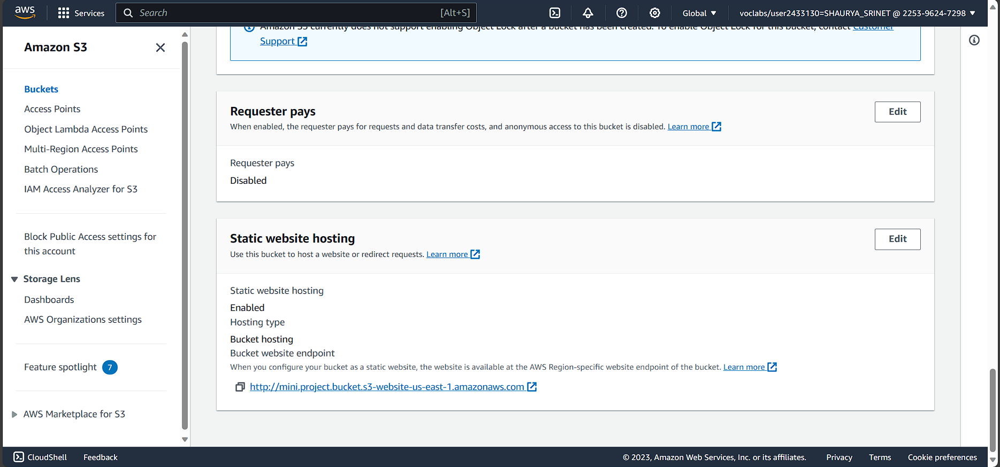 aws
Services
Search
[Alt+S]
Global
voclabs/user2433130=SHAURYA_SRINET @ 2253-9624-7298
Amazon S3
Buckets
Access Points
Object Lambda Access Points
Multi-Region Access Points
Batch Operations
IAM Access Analyzer for S3
Block Public Access settings for
this account
Storage Lens
Dashboards
AWS Organizations settings
Feature spotlight 7
AWS Marketplace for S3
Amazon S3 currently does not support enabling Object Lock after a bucket has been created. To enable Object Lock for this bucket, contact Customer
Support
Requester pays
Edit
When enabled, the requester pays for requests and data transfer costs, and anonymous access to this bucket is disabled. Learn more
Requester pays
Disabled
Static website hosting
Edit
Use this bucket to host a website or redirect requests. Learn more
Static website hosting
Enabled
Hosting type
Bucket hosting
Bucket website endpoint
When you configure your bucket as a static website, the website is available at the AWS Region-specific website endpoint of the bucket. Learn more
http://mini.project.bucket.s3-website-us-east-1.amazonaws.com
CloudShell
Feedback
© 2023, Amazon Web Services, Inc. or its affiliates.
Privacy
Terms
Cookie preferences